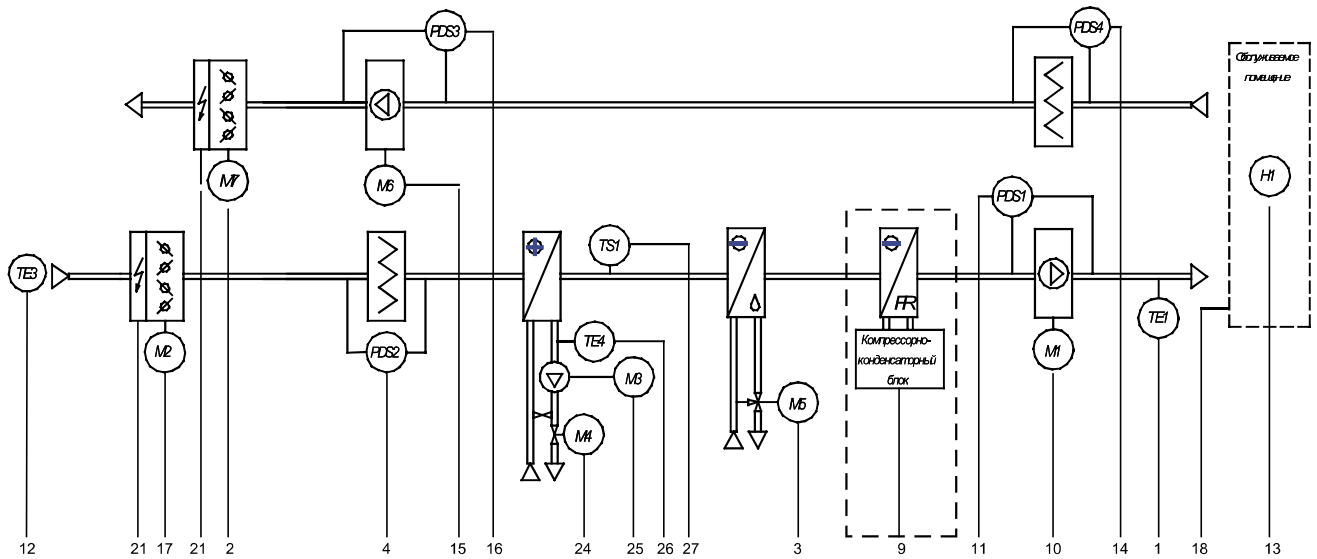 PDS3
PDS4
Обслуживаемое
помещение
M7
M6
H1
PDS1
TE3
TS1
FR
TE1
M2
PDS2
TE4
Компрессорно-
конденсаторный
блок
M1
M3
M5
M4
12
21
17
21
2
4
15
16
24
25
26
27
3
9
11
10
14
1
18
13